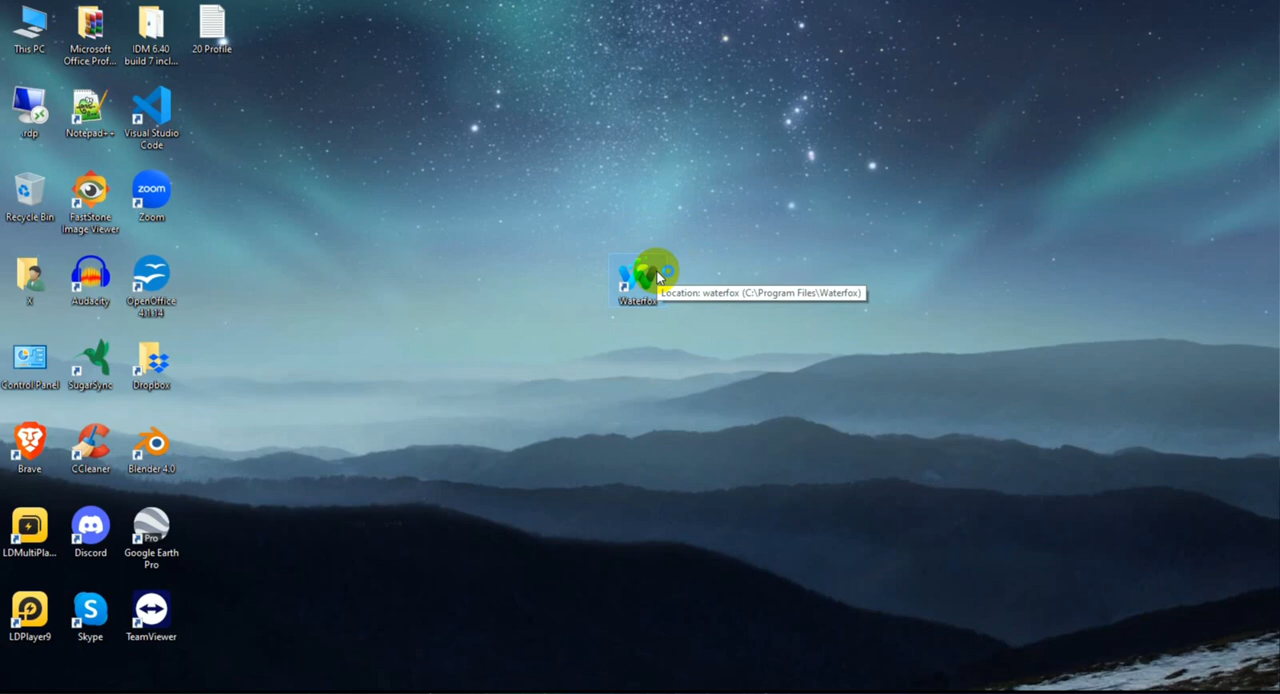 This PC
Microsoft
Office Prof...
IDM 6.40
build 7 incl...
20 Profile
rdp
Notepad++
Visual Studio
Code
Recycle Bin
FastStone
Image Viewer
zoom
Zoom
X
Audacity
OpenOffice
4.1.14
Waterfox
Location: waterfox (C:\Program Files\Waterfox)
Control Panel
SugarSync
Dropbox
Brave
CCleaner
Blender 4.0
LDMultiPla...
Discord
Pro
Google Earth
Pro
LDPlayer9
S
Skype
TeamViewer